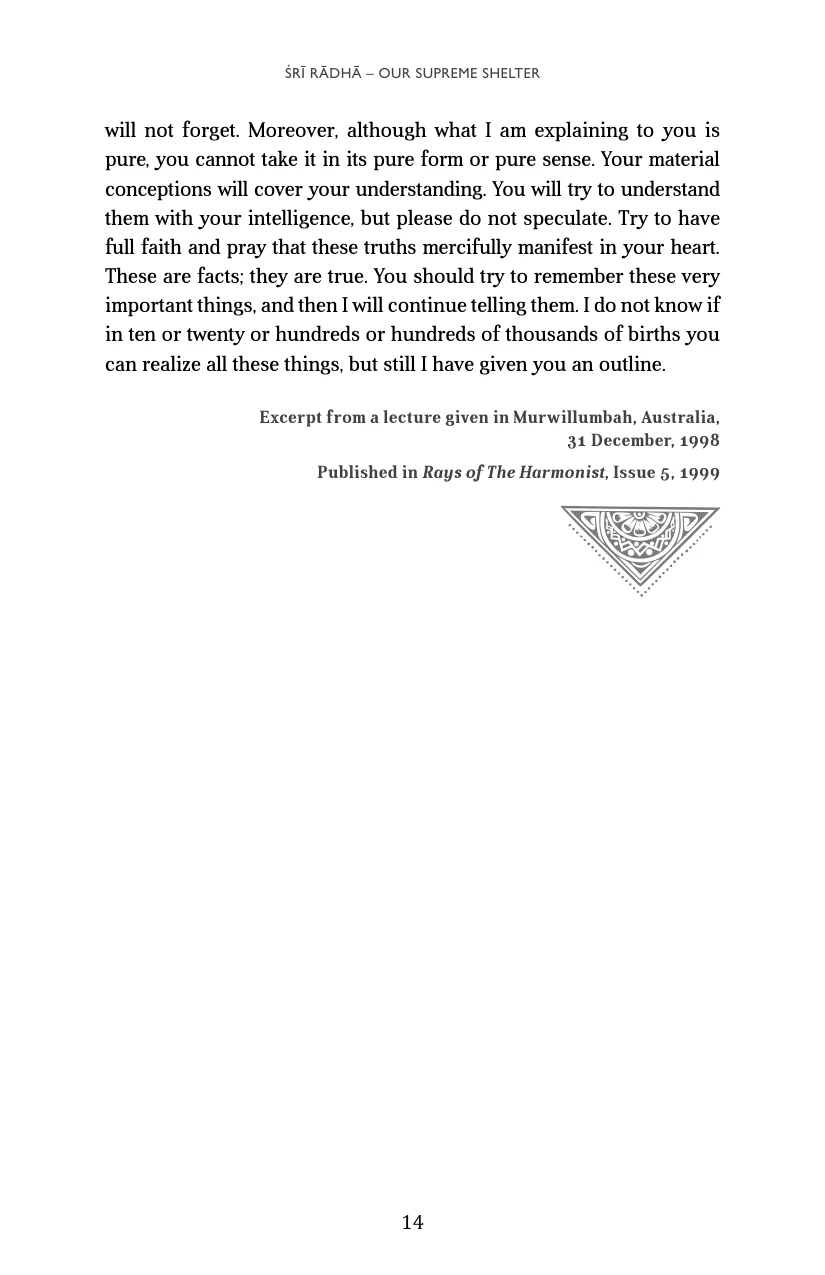 ŚRĪ RĀDHĀ – OUR SUPREME SHELTER
will not forget. Moreover, although what I am explaining to you is
pure, you cannot take it in its pure form or pure sense. Your material
conceptions will cover your understanding. You will try to understand
them with your intelligence, but please do not speculate. Try to have
full faith and pray that these truths mercifully manifest in your heart.
These are facts; they are true. You should try to remember these very
important things, and then I will continue telling them. I do not know if
in ten or twenty or hundreds or hundreds of thousands of births you
can realize all these things, but still I have given you an outline.
Excerpt from a lecture given in Murwillumbah, Australia,
31 December, 1998
Published in Rays of The Harmonist, Issue 5, 1999
14